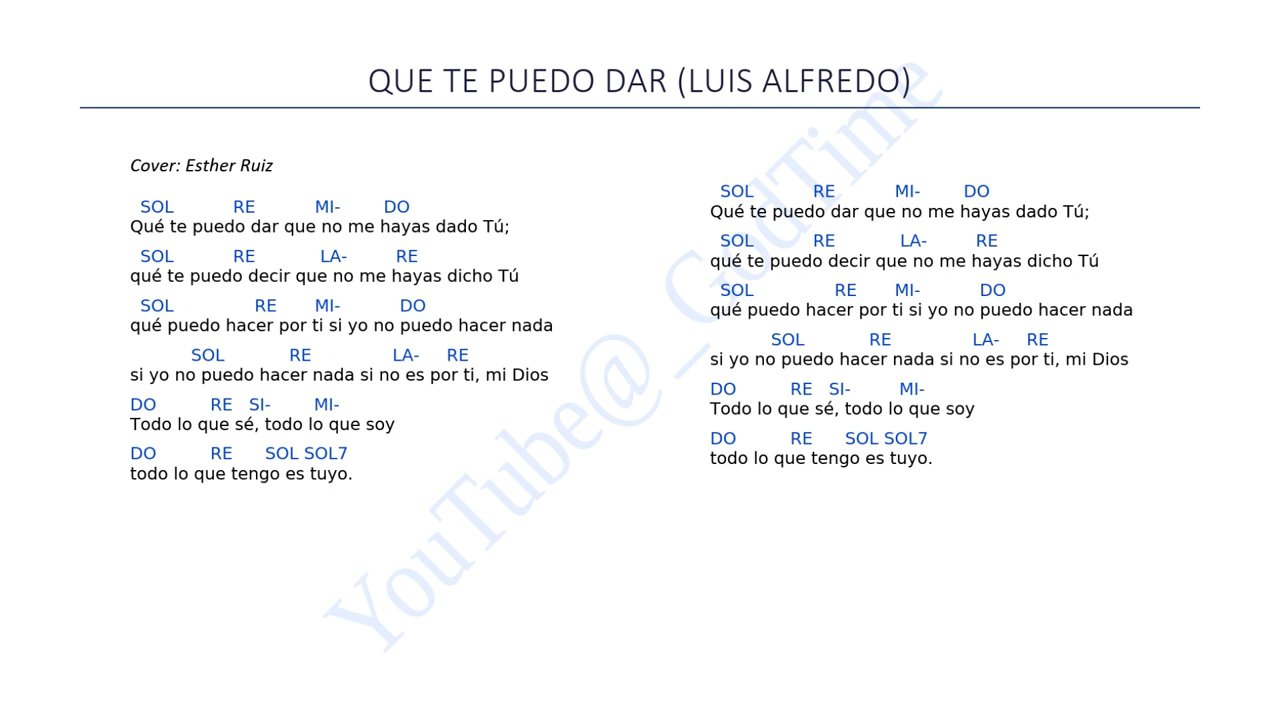 QUE TE PUEDO DAR (LUIS ALFREDO)
Cover: Esther Ruiz
SOL RE MI- DO
Qué te puedo dar que no me hayas dado Tú;
SOL RE LA- RE
qué te puedo decir que no me hayas dicho Tú
SOL RE MI- DO
qué puedo hacer por ti si yo no puedo hacer nada
SOL RE LA- RE
si yo no puedo hacer nada si no es por ti, mi Dios
DO RE SI- MI-
Todo lo que sé, todo lo que soy
DO RE SOL SOL7
todo lo que tengo es tuyo.
SOL RE MI- DO
Qué te puedo dar que no me hayas dado Tú;
SOL RE LA- RE
qué te puedo decir que no me hayas dicho Tú
SOL RE MI- DO
qué puedo hacer por ti si yo no puedo hacer nada
SOL RE LA- RE
si yo no puedo hacer nada si no es por ti, mi Dios
DO RE SI- MI-
Todo lo que sé, todo lo que soy
DO RE SOL SOL7
todo lo que tengo es tuyo.
YouTube@_GodTime